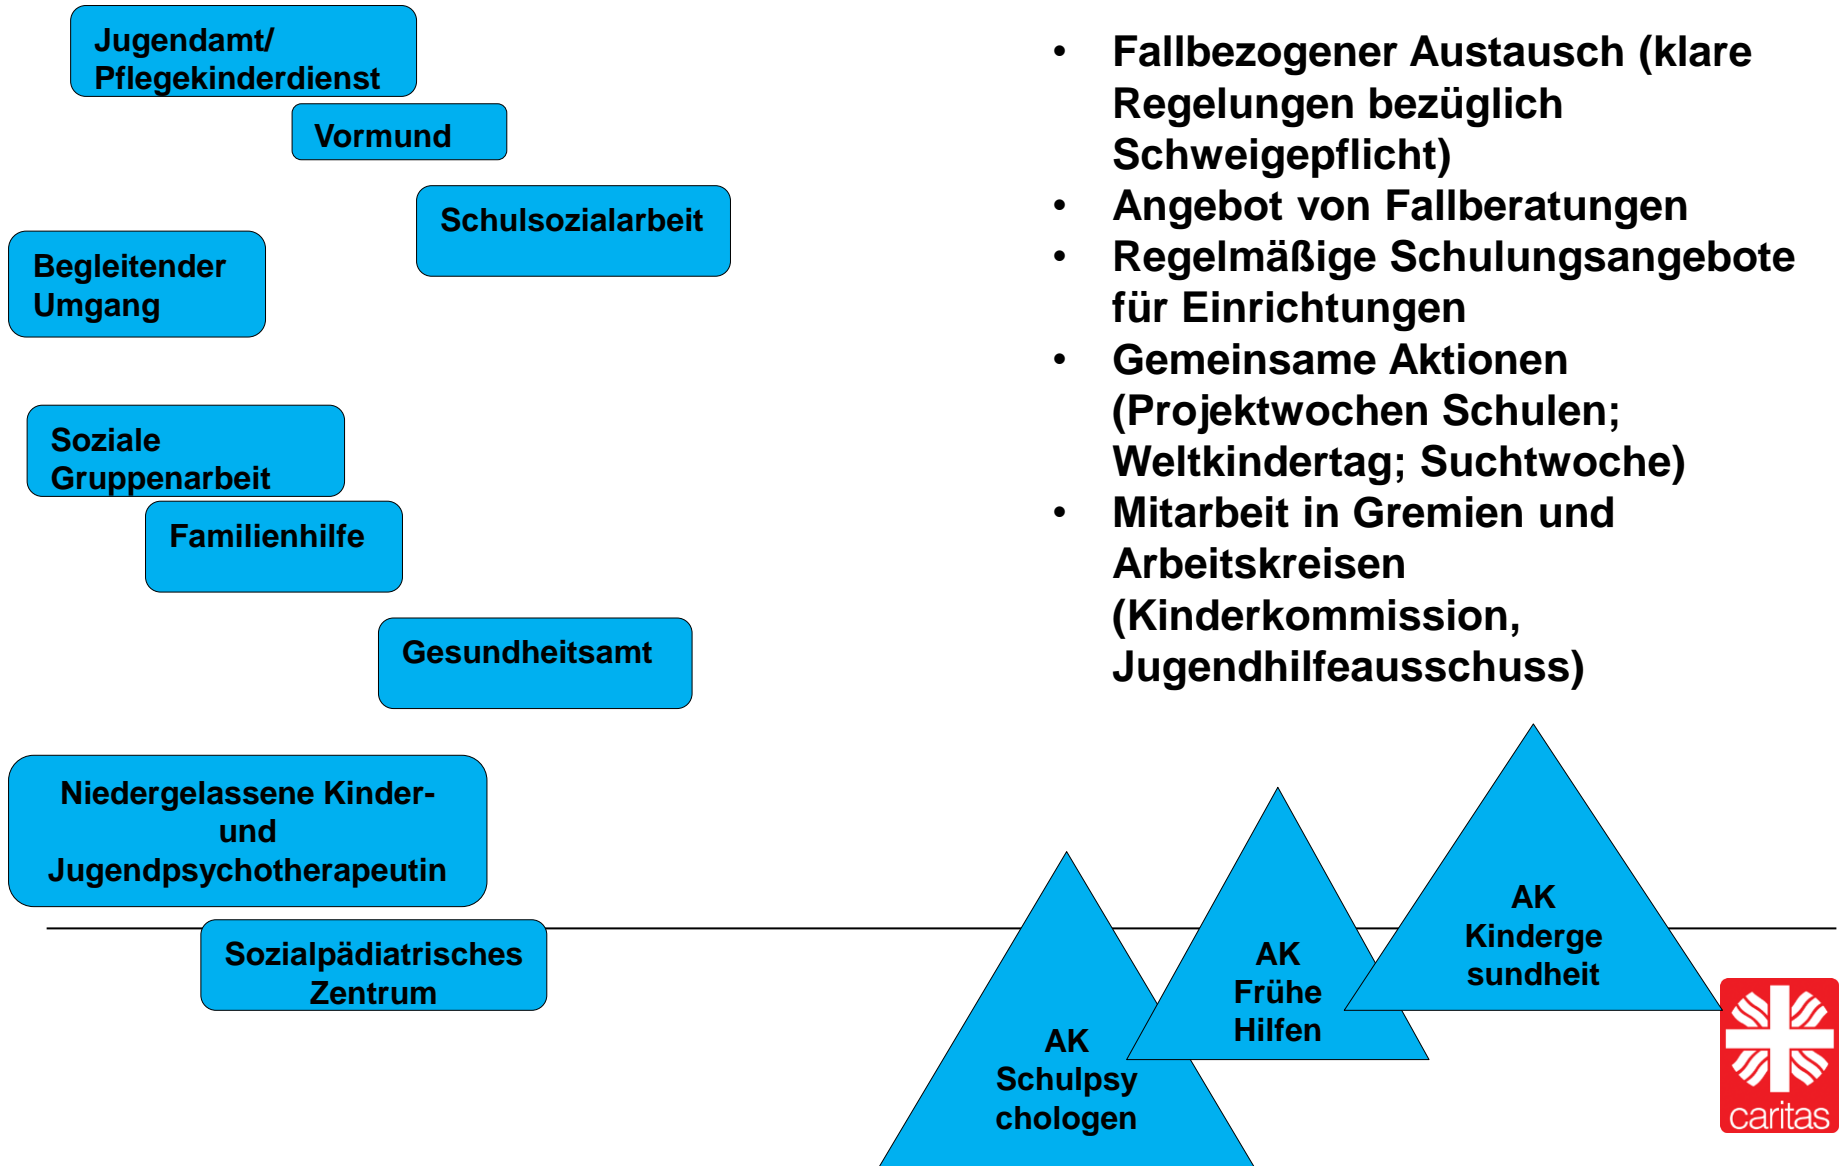 Jugendamt/
Pflegekinderdienst
Vormund
Schulsozialarbeit
Begleitender
Umgang
Soziale
Gruppenarbeit
Familienhilfe
Gesundheitsamt
Niedergelassene Kinder-
und
Jugendpsychotherapeutin
Sozialpädiatrisches
Zentrum
• Fallbezogener Austausch (klare
Regelungen bezüglich
Schweigepflicht)
• Angebot von Fallberatungen
• Regelmäßige Schulungsangebote
für Einrichtungen
• Gemeinsame Aktionen
(Projektwochen Schulen;
Weltkindertag; Suchtwoche)
• Mitarbeit in Gremien und
Arbeitskreisen
(Kinderkommission,
Jugendhilfeausschuss)
AK
Schulpsy
chologen
AK
Frühe
Hilfen
AK
Kinderge
sundheit
caritas